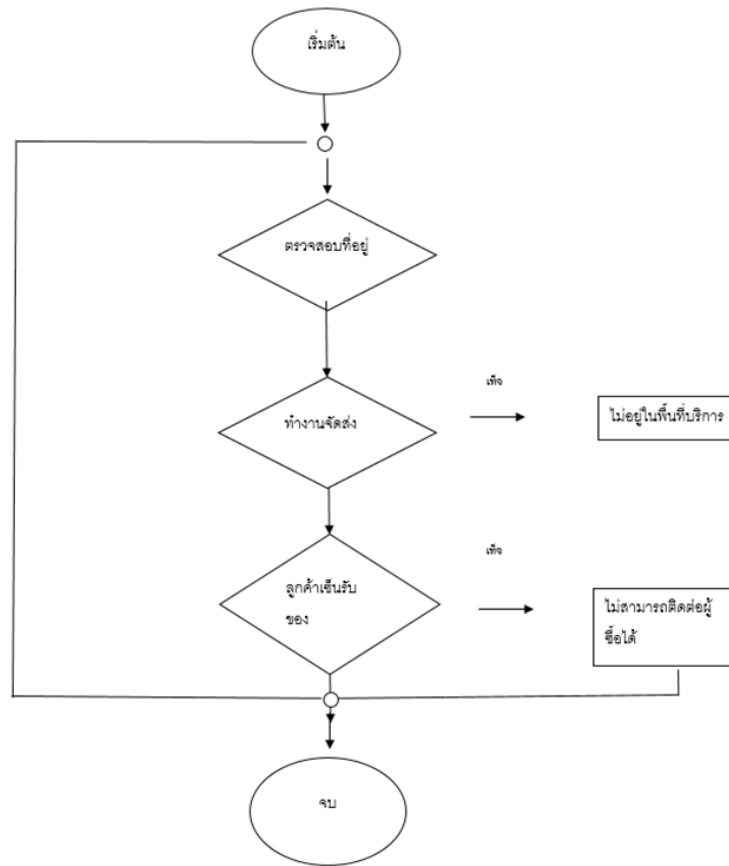 เริ่มต้น
ตรวจสอบที่อยู่
ทำงานจัดส่ง
เท็จ
ไม่อยู่ในพื้นที่บริการ
ลูกค้าเซ็นรับ
ของ
เท็จ
ไม่สามารถติดต่อผู้
ซื้อได้
จบ